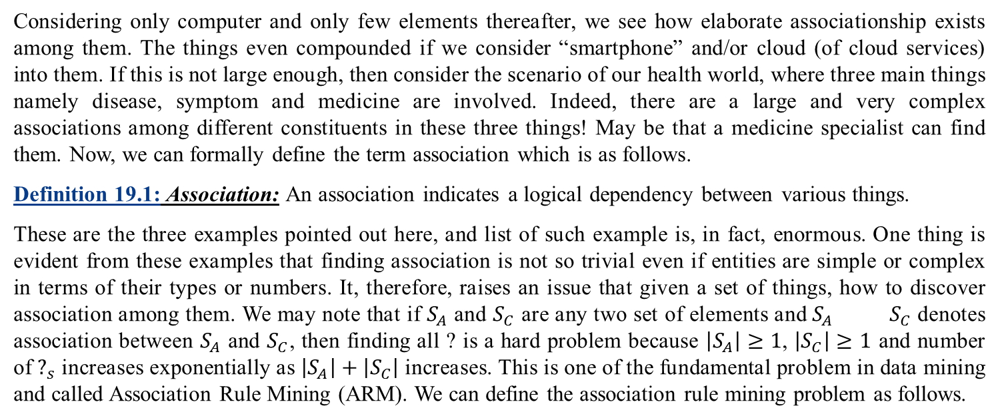 Considering only computer and only few elements thereafter, we see how elaborate associationship exists
among them. The things even compounded if we consider “smartphone” and/or cloud (of cloud services)
into them. If this is not large enough, then consider the scenario of our health world, where three main things
namely disease, symptom and medicine are involved. Indeed, there are a large and very complex
associations among different constituents in these three things! May be that a medicine specialist can find
them. Now, we can formally define the term association which is as follows.
Definition 19.1: Association: An association indicates a logical dependency between various things.
These are the three examples pointed out here, and list of such example is, in fact, enormous. One thing is
evident from these examples that finding association is not so trivial even if entities are simple or complex
in terms of their types or numbers. It, therefore, raises an issue that given a set of things, how to discover
association among them. We may note that if S_A and S_C are any two set of elements and S_A S_C denotes
association between S_A and S_C, then finding all ? is a hard problem because |S_A| ≥ 1, |S_C| ≥ 1 and number
of ?_s increases exponentially as |S_A| + |S_C| increases. This is one of the fundamental problem in data mining
and called Association Rule Mining (ARM). We can define the association rule mining problem as follows.